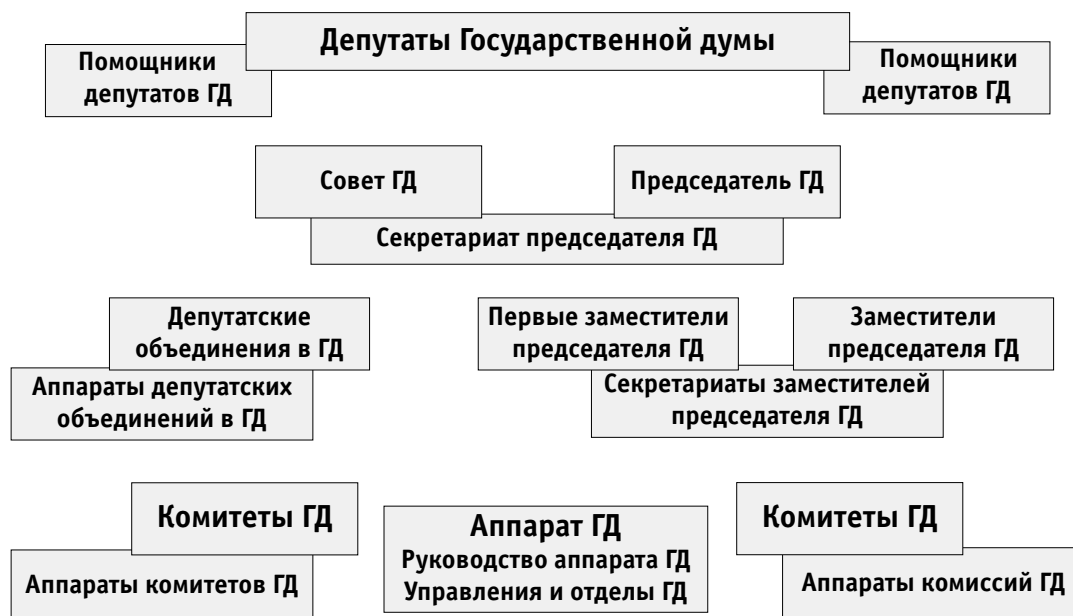 Депутаты Государственной думы
Помощники
депутатов ГД
Помощники
депутатов ГД
Совет ГД
Председатель ГД
Секретариат председателя ГД
Депутатские
объединения в ГД
Аппараты депутатских
объединений в ГД
Первые заместители
председателя ГД
Заместители
председателя ГД
Секретариаты заместителей
председателя ГД
Комитеты ГД
Аппараты комитетов ГД
Аппарат ГД
Руководство аппарата ГД
Управления и отделы ГД
Комитеты ГД
Аппараты комиссий ГД